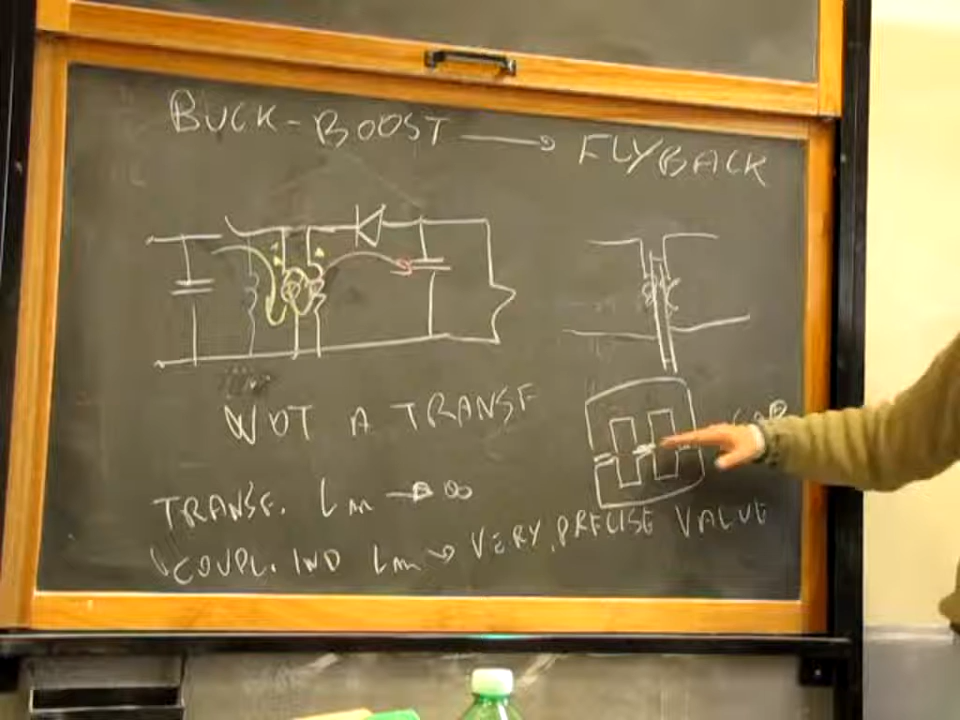 BUCK-BOOST → FLYBACK
NOT A TRANSF
TRANSF. Lm → ∞
COUPL. IND Lm → VERY PRECISE VALUE